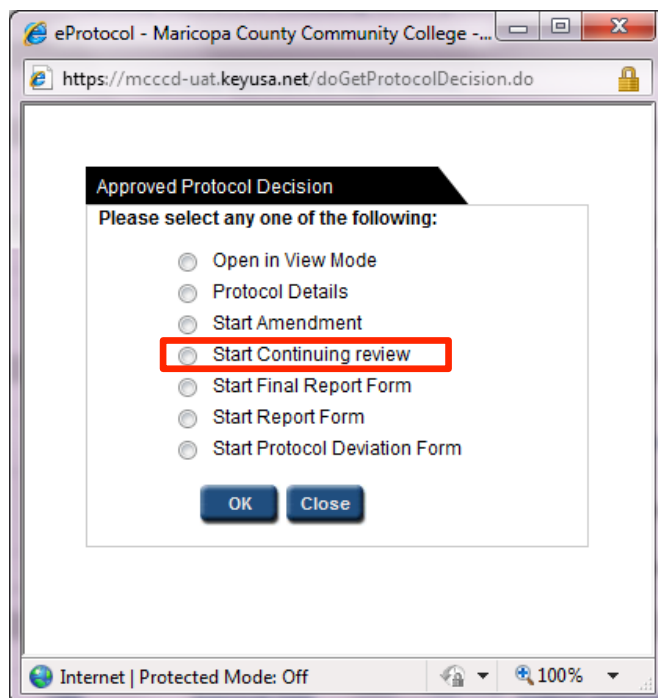 eProtocol - Maricopa County Community College -...
https://mcccd-uat.keyusa.net/doGetProtocolDecision.do
Approved Protocol Decision
Please select any one of the following:
Open in View Mode
Protocol Details
Start Amendment
Start Continuing review
Start Final Report Form
Start Report Form
Start Protocol Deviation Form
OK Close
Internet | Protected Mode: Off 100%